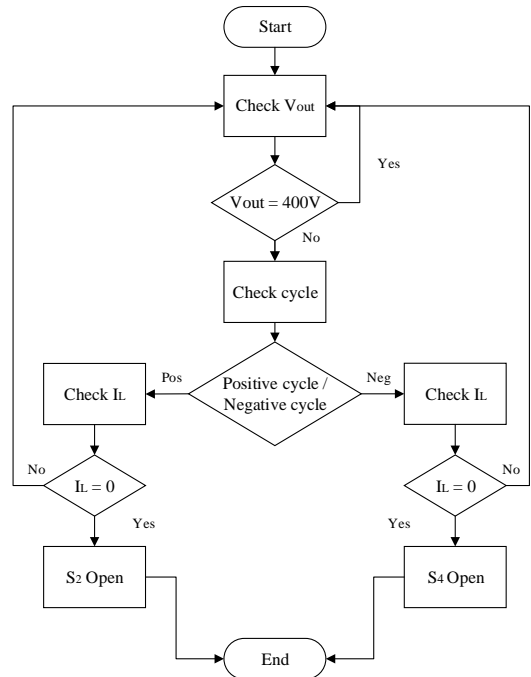 Start
Check Vout
Yes
Vout = 400V
No
Check cycle
Pos
Positive cycle /
Negative cycle
Neg
Check IL
Check IL
No
IL = 0
Yes
IL = 0
No
Yes
S2 Open
S4 Open
End